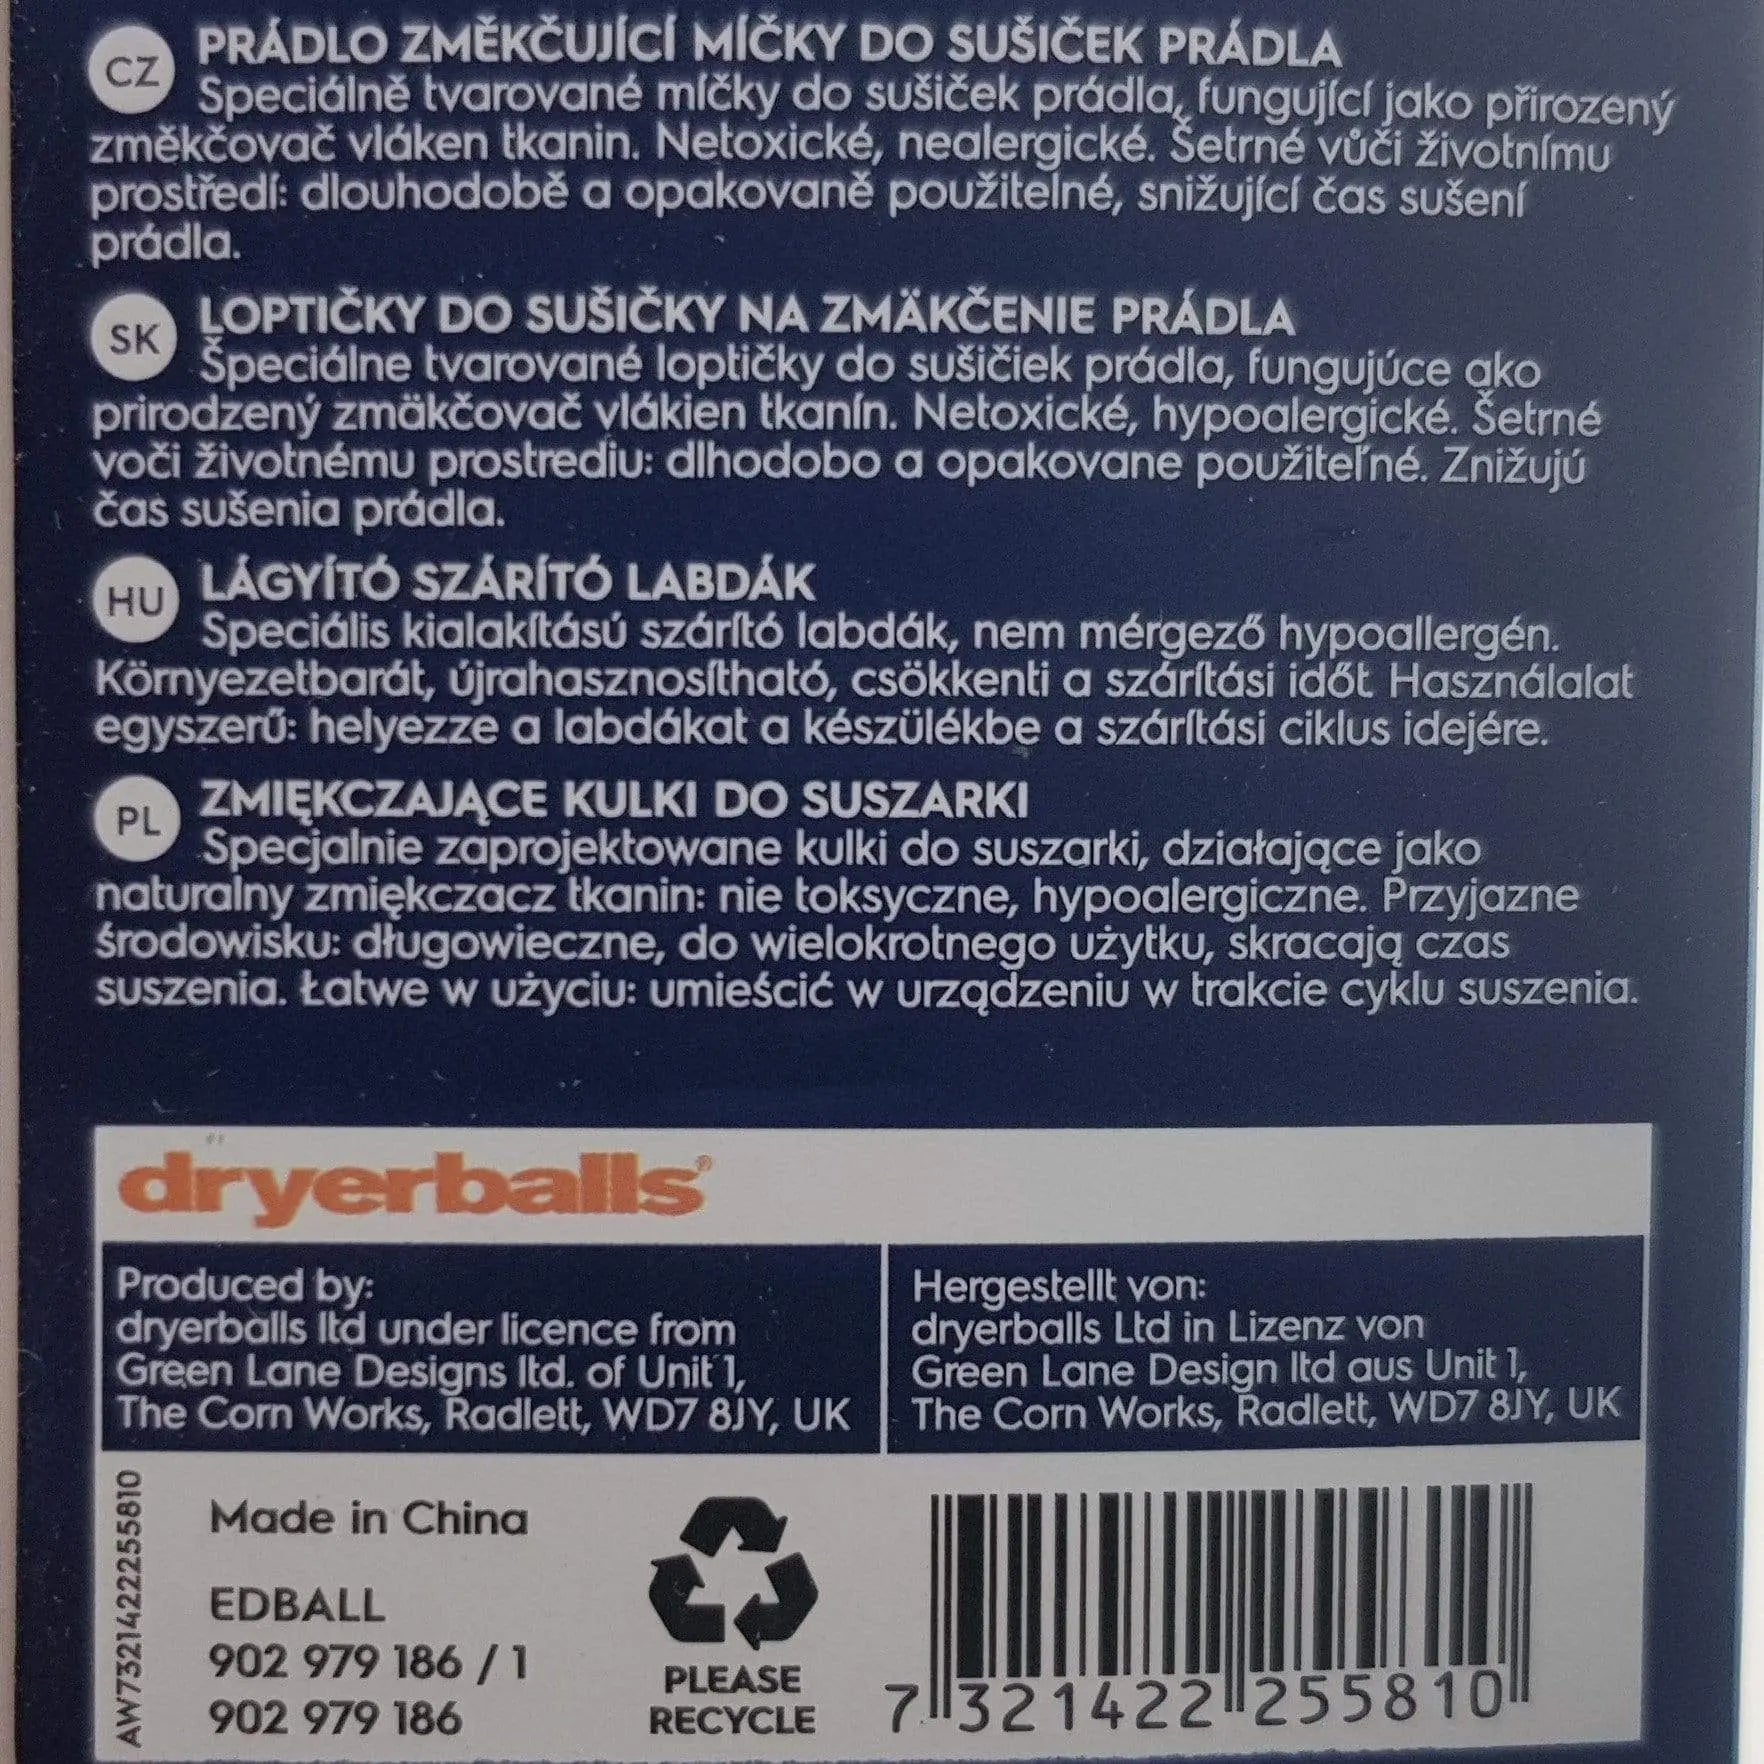 CZ PRÁDLO ZMĚKČUJÍCÍ MÍČKY DO SUŠIČEK PRÁDLA
Speciálně tvarované míčky do sušiček prádla, fungující jako přirozený
změkčovač vláken tkanin. Netoxické, nealergické. Šetrné vůči životnímu
prostředí: dlouhodobě a opakovaně použitelné, snižující čas sušení
prádla.
SK LOPTIČKY DO SUŠIČKY NA ZMÄKČENIE PRÁDLA
Špeciálne tvarované loptičky do sušičiek prádla, fungujúce ako
prirodzený zmäkčovač vlákien tkanín. Netoxické, hypoalergické. Šetrné
voči životnému prostrediu: dlhodobo a opakovane použiteľné. Znižujú
čas sušenia prádla.
HU LÁGYÍTÓ SZÁRÍTÓ LABDÁK
Speciális kialakítású szárító labdák, nem mérgező hypoallergén.
Környezetbarát, újrahasznosítható, csökkenti a szárítási időt. Használalat
egyszerű: helyezze a labdákat a készülékbe a szárítási ciklus idejére.
PL ZMIĘKCZAJĄCE KULKI DO SUSZARKI
Specjalnie zaprojektowane kulki do suszarki, działające jako
naturalny zmiękczacz tkanin: nie toksyczne, hypoalergiczne. Przyjazne
środowisku: długowieczne, do wielokrotnego użytku, skracają czas
suszenia. Łatwe w użyciu: umieścić w urządzeniu w trakcie cyklu suszenia.
dryerballs®
Produced by:
dryerballs ltd under licence from
Green Lane Designs ltd. of Unit 1,
The Corn Works, Radlett, WD7 8JY, UK
Hergestellt von:
dryerballs Ltd in Lizenz von
Green Lane Design ltd aus Unit 1,
The Corn Works, Radlett, WD7 8JY, UK
AW7321422255810
Made in China
EDBALL
902 979 186 / 1
902 979 186
PLEASE
RECYCLE
7 321422 255810